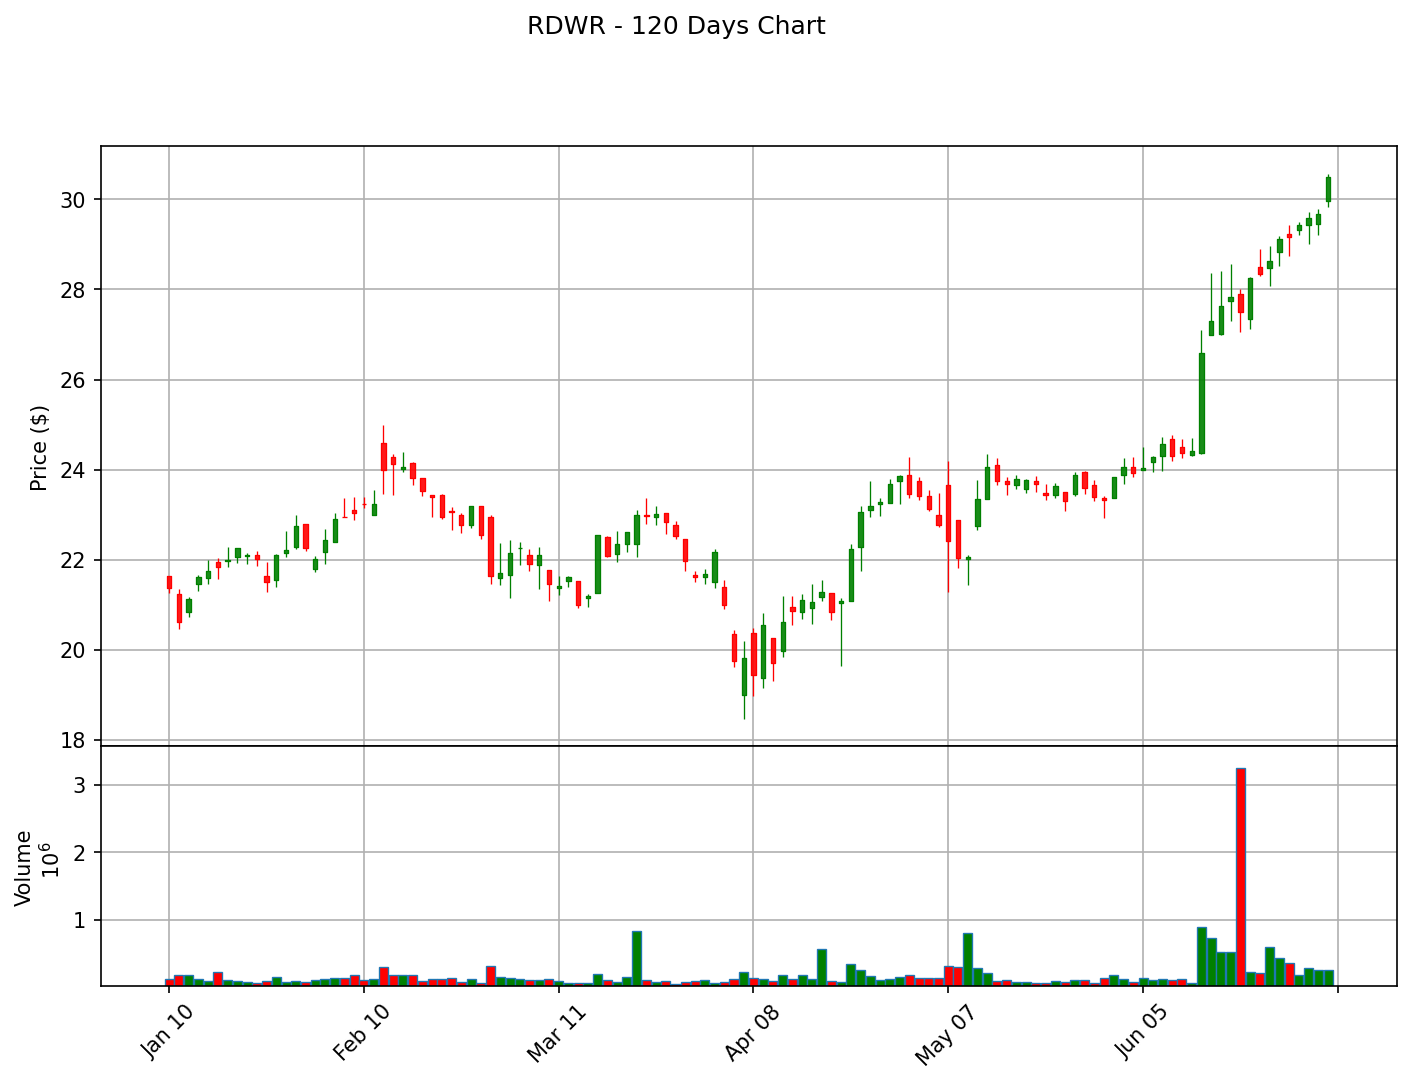 RDWR - 120 Days Chart
30
28
26
24
22
20
18
Price ($)
3
2
1
Volume
10⁶
Jan 10
Feb 10
Mar 11
Apr 08
May 07
Jun 05